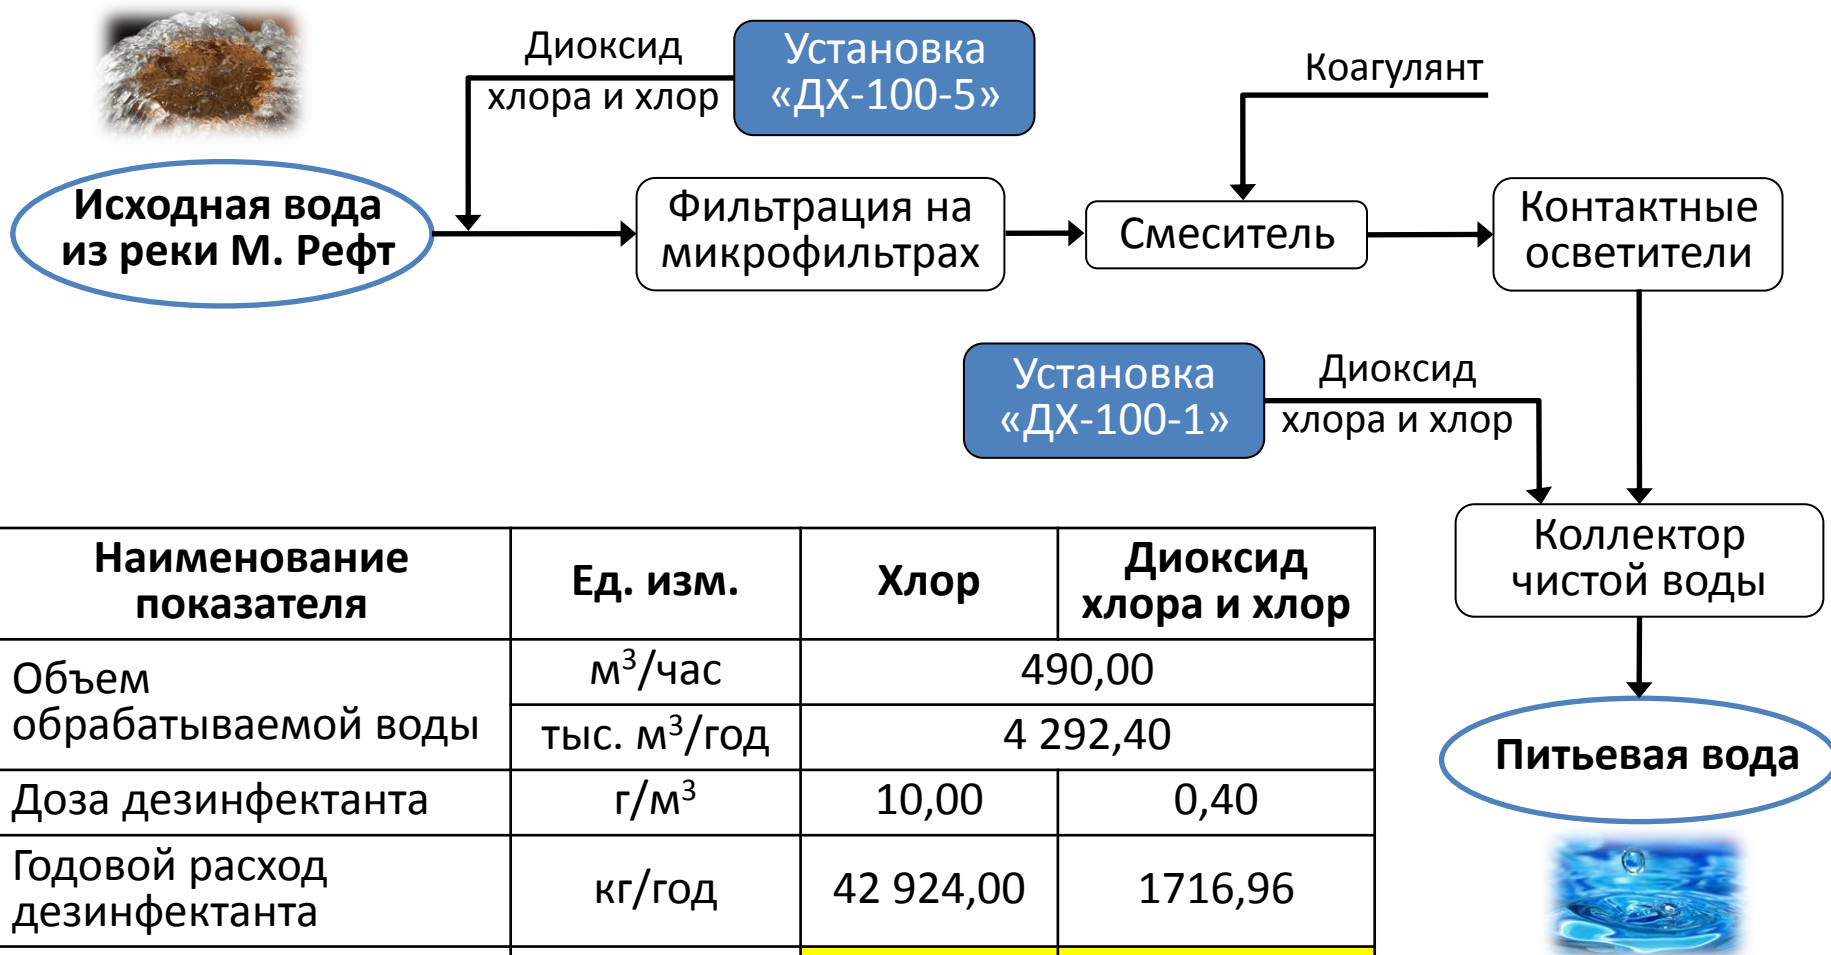 Диоксид
хлора и хлор
Установка
«ДХ-100-5»
Коагулянт
Исходная вода
из реки М. Рефт
Фильтрация на
микрофильтрах
Смеситель
Контактные
осветители
Установка
«ДХ-100-1»
Диоксид
хлора и хлор
Коллектор
чистой воды
Питьевая вода
Наименование
показателя
Ед. изм.
Хлор
Диоксид
хлора и хлор
Объем
обрабатываемой воды
м³/час
490,00
тыс. м³/год
4 292,40
Доза дезинфектанта
г/м³
10,00
0,40
Годовой расход
дезинфектанта
кг/год
42 924,00
1716,96